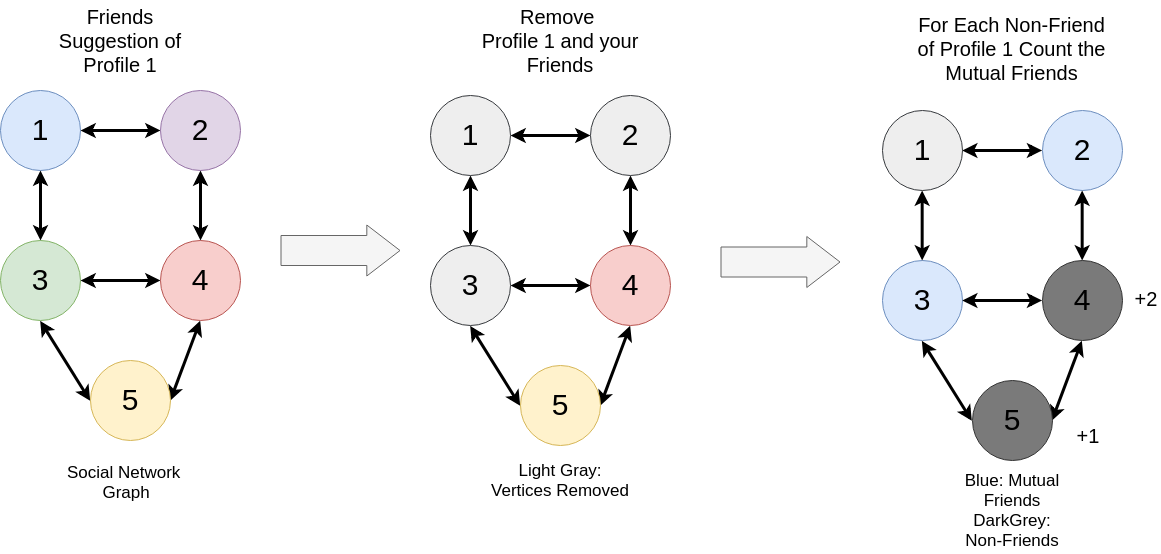 Friends
Suggestion of
Profile 1
1
2
3
4
5
Social Network
Graph
Remove
Profile 1 and your
Friends
1
2
3
4
5
Light Gray:
Vertices Removed
For Each Non-Friend
of Profile 1 Count the
Mutual Friends
1
2
3
4
+2
5
+1
Blue: Mutual
Friends
DarkGrey:
Non-Friends